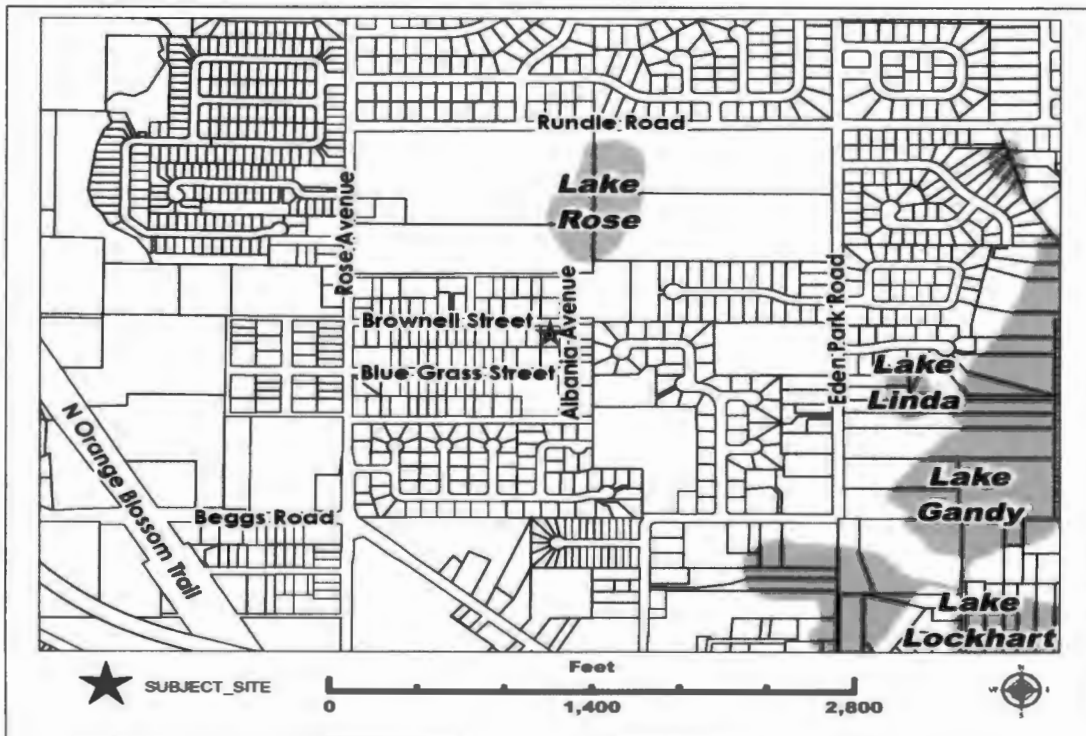 Rundle Road
Lake
Rose
Rose Avenue
Albania Avenue
Eden Park Road
Brownell Street
Blue Grass Street
Lake
Linda
N Orange Blossom Trail
Beggs Road
Lake
Gandy
Lake
Lockhart
SUBJECT_SITE
Feet
0
1,400
2,800
N
W
E
S